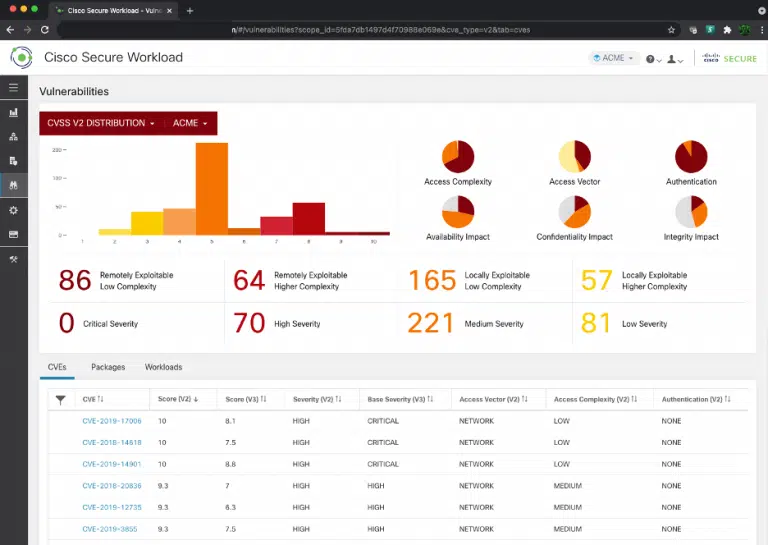 Cisco Secure Workload - Vulne
n/#/vulnerabilities?scope_id=5fda7db1497d4f70988e069e&cve_type=v2&tab=cves
Cisco Secure Workload
ACME
cisco SECURE
Vulnerabilities
CVSS V2 DISTRIBUTION ACME
200
100
50
0
1 2 3 4 5 6 7 8 9 10
Access Complexity Access Vector Authentication
Availability Impact Confidentiality Impact Integrity Impact
86 Remotely Exploitable Low Complexity
64 Remotely Exploitable Higher Complexity
165 Locally Exploitable Low Complexity
57 Locally Exploitable Higher Complexity
0 Critical Severity
70 High Severity
221 Medium Severity
81 Low Severity
CVEs Packages Workloads
CVE Score (V2) Score (V3) Severity (V2) Base Severity (V3) Access Vector (V2) Access Complexity (V2) Authentication (V2)
CVE-2019-17006 10 8.1 HIGH CRITICAL NETWORK LOW NONE
CVE-2018-14618 10 7.5 HIGH CRITICAL NETWORK LOW NONE
CVE-2019-14901 10 8.8 HIGH CRITICAL NETWORK LOW NONE
CVE-2018-20836 9.3 7 HIGH HIGH NETWORK MEDIUM NONE
CVE-2019-12735 9.3 6.3 HIGH HIGH NETWORK MEDIUM NONE
CVE-2019-3855 9.3 7.5 HIGH HIGH NETWORK MEDIUM NONE